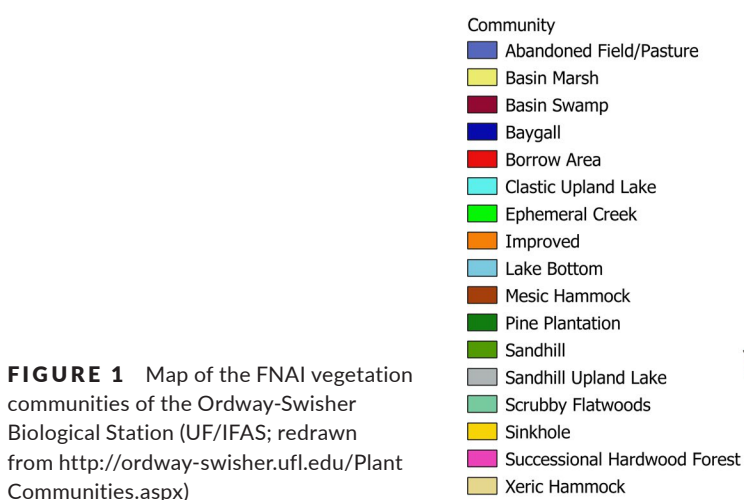 Community
Abandoned Field/Pasture
Basin Marsh
Basin Swamp
Baygall
Borrow Area
Clastic Upland Lake
Ephemeral Creek
Improved
Lake Bottom
Mesic Hammock
Pine Plantation
Sandhill
Sandhill Upland Lake
Scrubby Flatwoods
Sinkhole
Successional Hardwood Forest
Xeric Hammock
FIGURE 1 Map of the FNAI vegetation
communities of the Ordway-Swisher
Biological Station (UF/IFAS; redrawn
from http://ordway-swisher.ufl.edu/Plant
Communities.aspx)